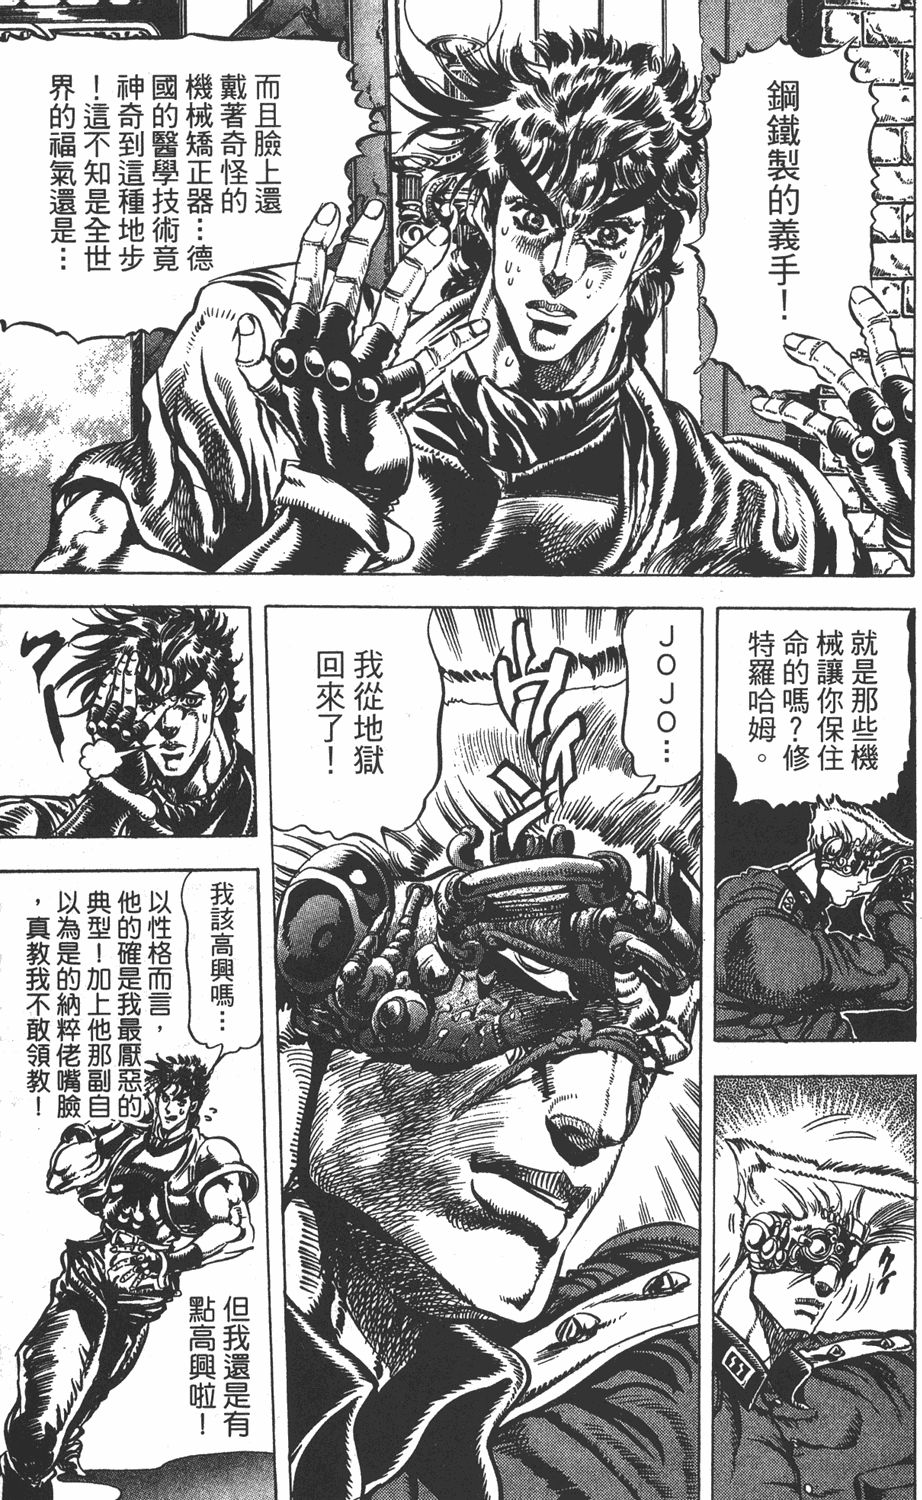 鋼鐵製的義手！
而且臉上還
戴著奇怪的
機械矯正器…德
國的醫學技術竟
神奇到這種地步
！這不知是全世
界的福氣還是…
就是那些機
械讓你保住
命的嗎？修
特羅哈姆。
JOJO…
我從地獄
回來了！
我該高興嗎…
以性格而言，
他的確是我最厭惡的
典型！加上他那副自
以為是的納粹佬嘴臉
，真教我不敢領教！
但我還是有
點高興啦！